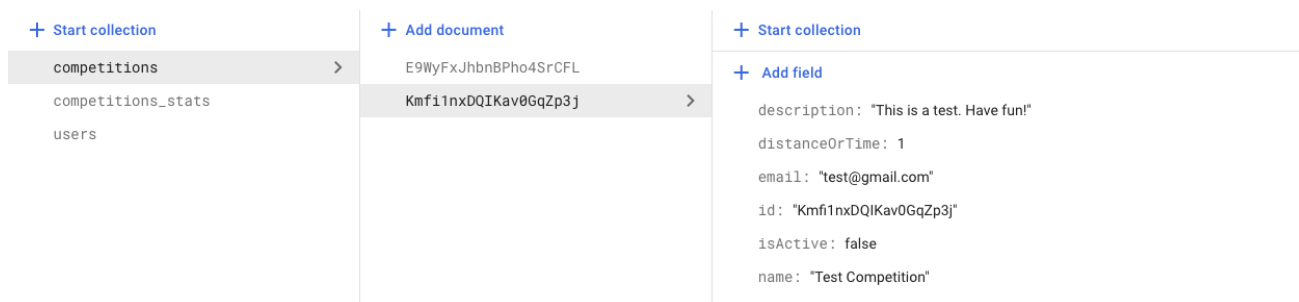 Start collection
competitions
competitions_stats
users
Add document
E9WyFxJhbnBPho4SrCFL
Kmfi1nxDQIKav0GqZp3j
Start collection
Add field
description: "This is a test. Have fun!"
distanceOrTime: 1
email: "test@gmail.com"
id: "Kmfi1nxDQIKav0GqZp3j"
isActive: false
name: "Test Competition"